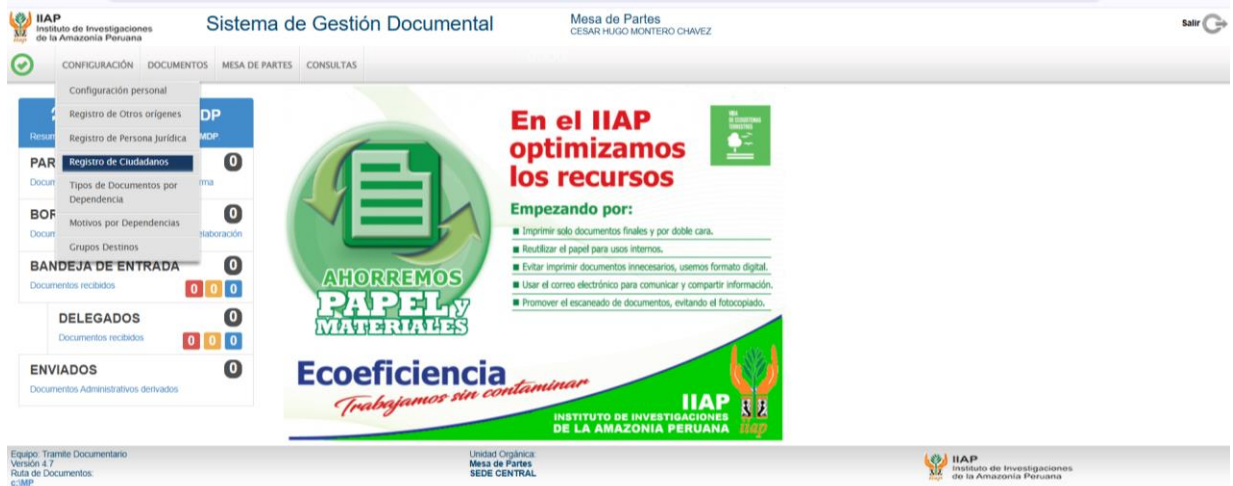 IIAP
Instituto de Investigaciones
de la Amazonia Peruana
Sistema de Gestión Documental
Mesa de Partes
CESAR HUGO MONTERO CHAVEZ
Salir
CONFIGURACIÓN DOCUMENTOS MESA DE PARTES CONSULTAS
Configuración personal
Registro de Otros orígenes
Registro de Persona Jurídica
Registro de Ciudadanos
Tipos de Documentos por
Dependencia
Motivos por Dependencias
Grupos Destinos
DP
MDP
0
0
BANDEJA DE ENTRADA 0
Documentos recibidos 0 0 0
DELEGADOS 0
Documentos recibidos 0 0 0
ENVIADOS 0
Documentos Administrativos derivados
AHORREMOS
PAPEL y
MATERIALES
En el IIAP
optimizamos
los recursos
Empezando por:
Imprimir solo documentos finales y por doble cara.
Reutilizar el papel para usos internos.
Evitar imprimir documentos innecesarios, usemos formato digital.
Usar el correo electrónico para comunicar y compartir información.
Promover el escaneado de documentos, evitando el fotocopiado.
Ecoeficiencia
Trabajamos sin contaminar
IIAP
INSTITUTO DE INVESTIGACIONES
DE LA AMAZONIA PERUANA
iiap
Equipo: Tramite Documentario
Versión 4.7
Ruta de Documentos:
c:\MP
Unidad Orgánica:
Mesa de Partes
SEDE CENTRAL
IIAP
Instituto de Investigaciones
de la Amazonia Peruana